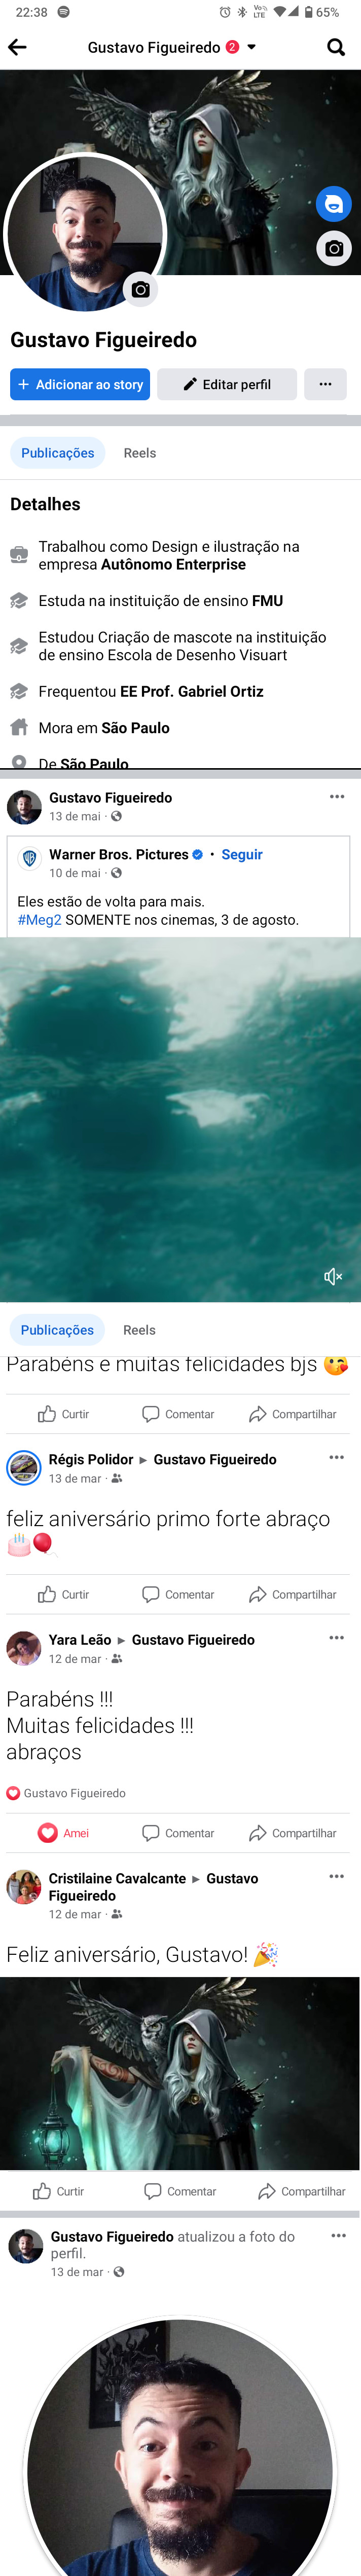 22:38 Vo LTE 65%
Gustavo Figueiredo 2
Gustavo Figueiredo
+ Adicionar ao story Editar perfil ...
Publicações Reels
Detalhes
Trabalhou como Design e ilustração na
empresa Autônomo Enterprise
Estuda na instituição de ensino FMU
Estudou Criação de mascote na instituição
de ensino Escola de Desenho Visuart
Frequentou EE Prof. Gabriel Ortiz
Mora em São Paulo
De São Paulo
Gustavo Figueiredo
13 de mai ·
Warner Bros. Pictures · Seguir
10 de mai ·
Eles estão de volta para mais.
#Meg2 SOMENTE nos cinemas, 3 de agosto.
Publicações Reels
Parabéns e muitas felicidades bjs 😘
Curtir Comentar Compartilhar
Régis Polidor ▸ Gustavo Figueiredo
13 de mar ·
feliz aniversário primo forte abraço
🎂🎈
Curtir Comentar Compartilhar
Yara Leão ▸ Gustavo Figueiredo
12 de mar ·
Parabéns !!!
Muitas felicidades !!!
abraços
Gustavo Figueiredo
Amei Comentar Compartilhar
Cristilaine Cavalcante ▸ Gustavo
Figueiredo
12 de mar ·
Feliz aniversário, Gustavo! 🎉
Curtir Comentar Compartilhar
Gustavo Figueiredo atualizou a foto do
perfil.
13 de mar ·